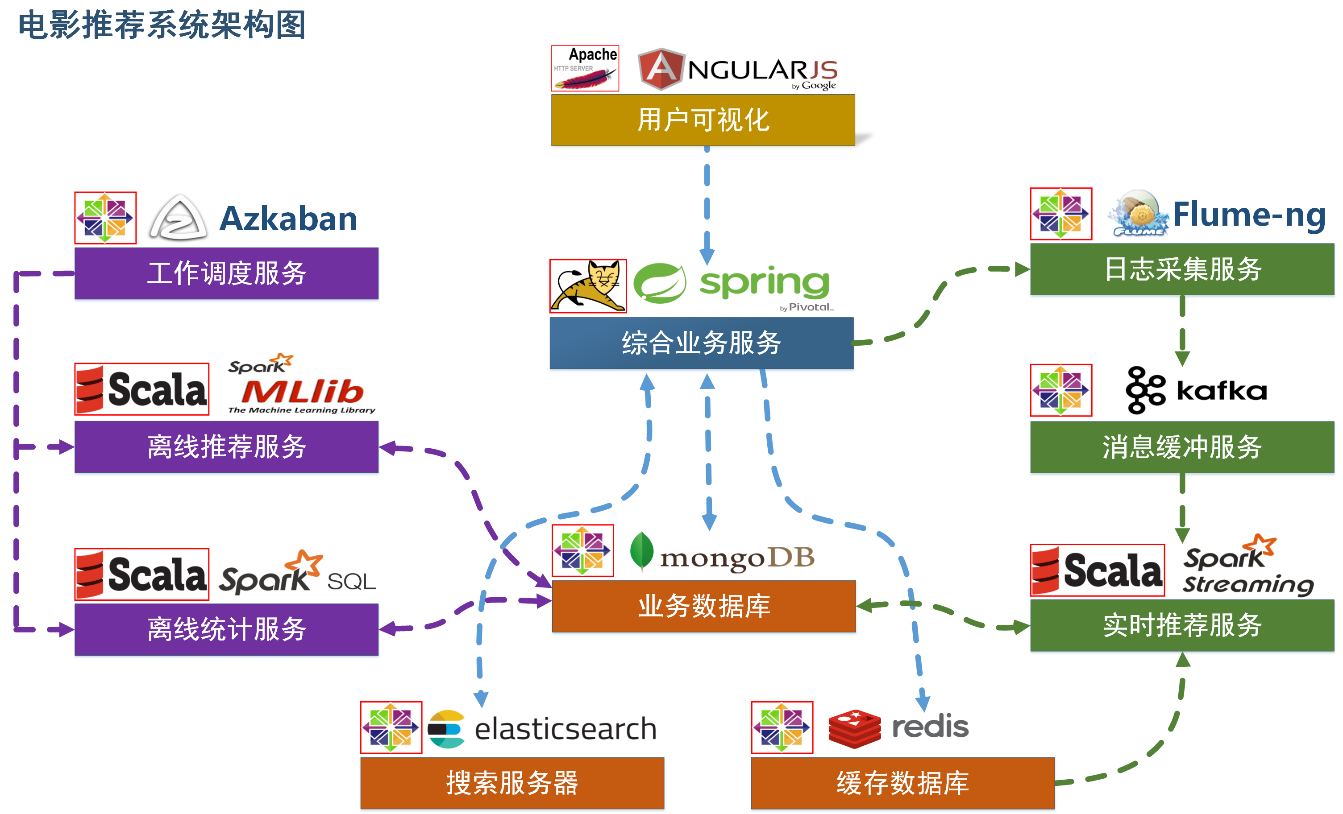 电影推荐系统架构图
Apache
HTTP SERVER
ANGULARJS
by Google
用户可视化
Azkaban
工作调度服务
spring
by Pivotal
综合业务服务
FLUME
Flume-ng
日志采集服务
Scala
Spark
MLlib
The Machine Learning Library
离线推荐服务
kafka
消息缓冲服务
Scala
Spark SQL
离线统计服务
mongoDB
业务数据库
Scala
Spark
Streaming
实时推荐服务
elasticsearch
搜索服务器
redis
缓存数据库